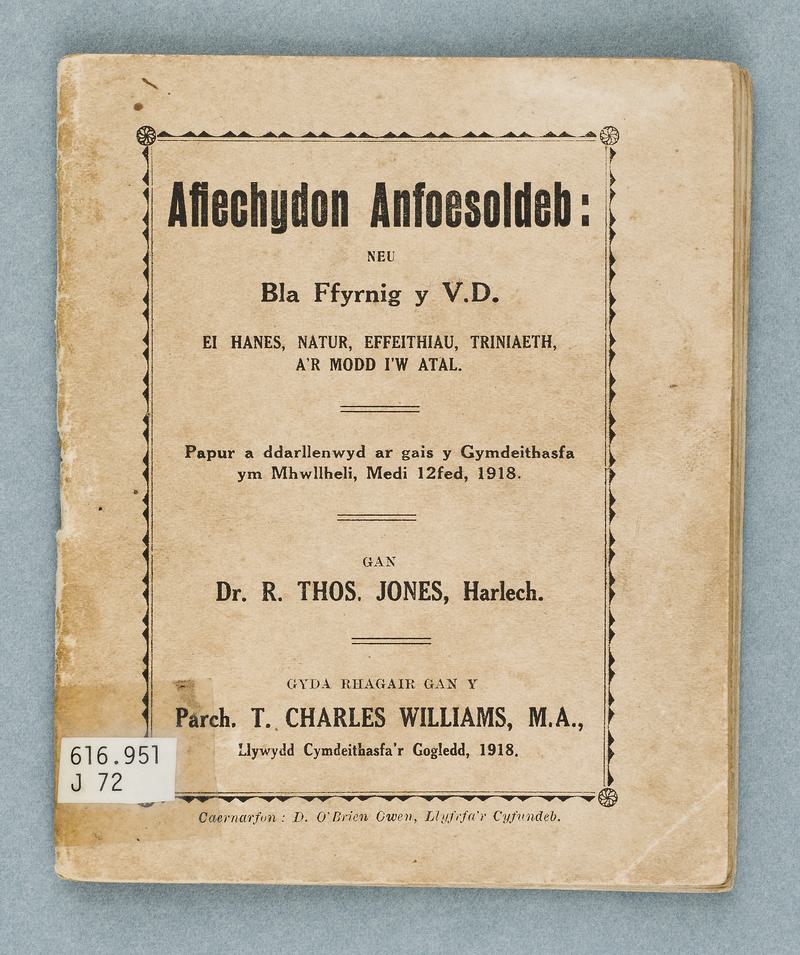 Afiechydon Anfoesoldeb:
NEU
Bla Ffyrnig y V.D.
EI HANES, NATUR, EFFEITHIAU, TRINIAETH,
A'R MODD I'W ATAL.
Papur a ddarllenwyd ar gais y Gymdeithasfa
ym Mhwllheli, Medi 12fed, 1918.
GAN
Dr. R. THOS. JONES, Harlech.
GYDA RHAGAIR GAN Y
Parch. T. CHARLES WILLIAMS, M.A.,
Llywydd Cymdeithasfa'r Gogledd, 1918.
616.951
J 72
Caernarfon: D. O'Brien Owen, Llyfrfa'r Cyfundeb.